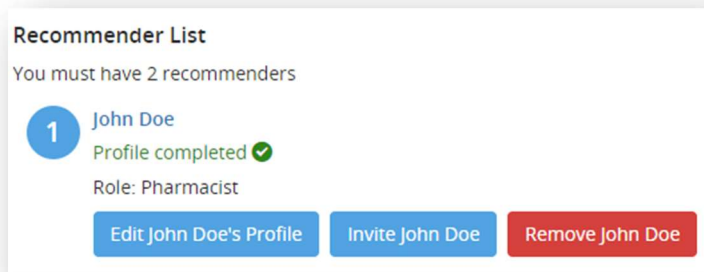 Recommender List
You must have 2 recommenders
1
John Doe
Profile completed
Role: Pharmacist
Edit John Doe's Profile Invite John Doe Remove John Doe